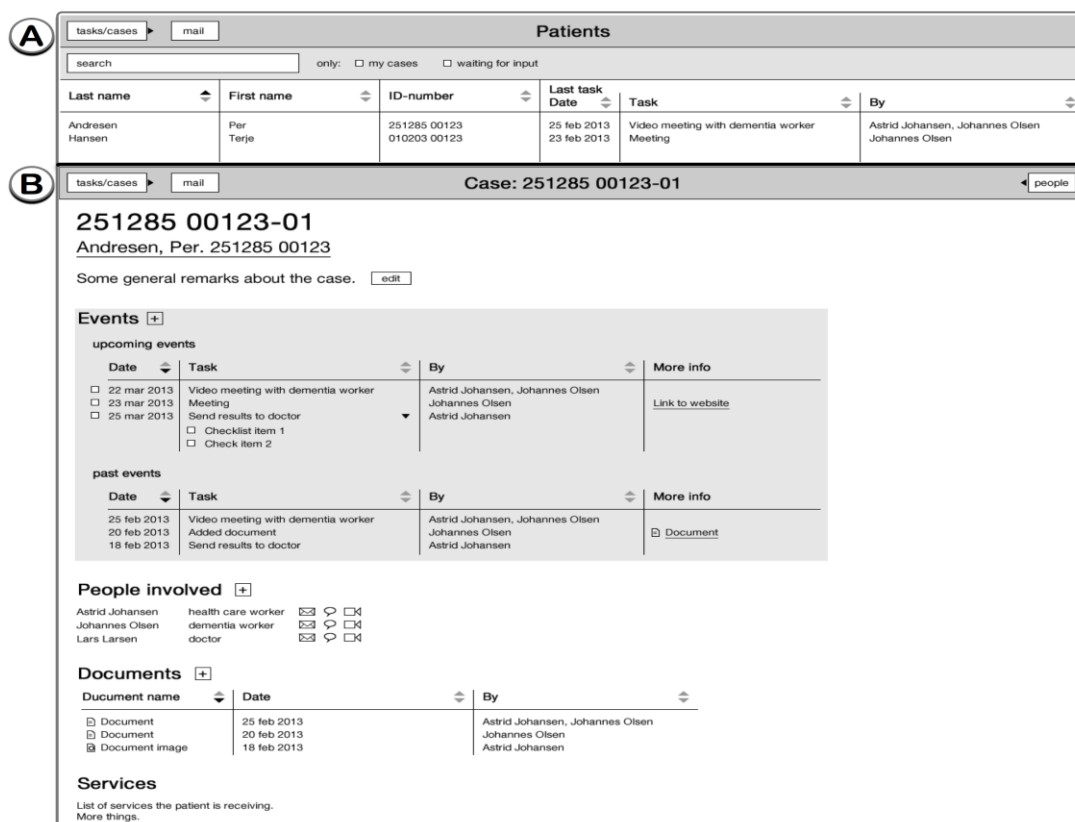 A
tasks/cases mail Patients
search only: my cases waiting for input
Last name First name ID-number Last task Date Task By
Andresen Per 251285 00123 25 feb 2013 Video meeting with dementia worker Astrid Johansen, Johannes Olsen
Hansen Terje 010203 00123 23 feb 2013 Meeting Johannes Olsen
B
tasks/cases mail Case: 251285 00123-01 people
251285 00123-01
Andresen, Per. 251285 00123
Some general remarks about the case. edit
Events +
upcoming events
Date Task By More info
22 mar 2013 Video meeting with dementia worker Astrid Johansen, Johannes Olsen
23 mar 2013 Meeting Johannes Olsen Link to website
25 mar 2013 Send results to doctor Astrid Johansen
Checklist item 1
Check item 2
past events
Date Task By More info
25 feb 2013 Video meeting with dementia worker Astrid Johansen, Johannes Olsen
20 feb 2013 Added document Johannes Olsen Document
18 feb 2013 Send results to doctor Astrid Johansen
People involved +
Astrid Johansen health care worker
Johannes Olsen dementia worker
Lars Larsen doctor
Documents +
Ducument name Date By
Document 25 feb 2013 Astrid Johansen, Johannes Olsen
Document 20 feb 2013 Johannes Olsen
Document image 18 feb 2013 Astrid Johansen
Services
List of services the patient is receiving.
More things.